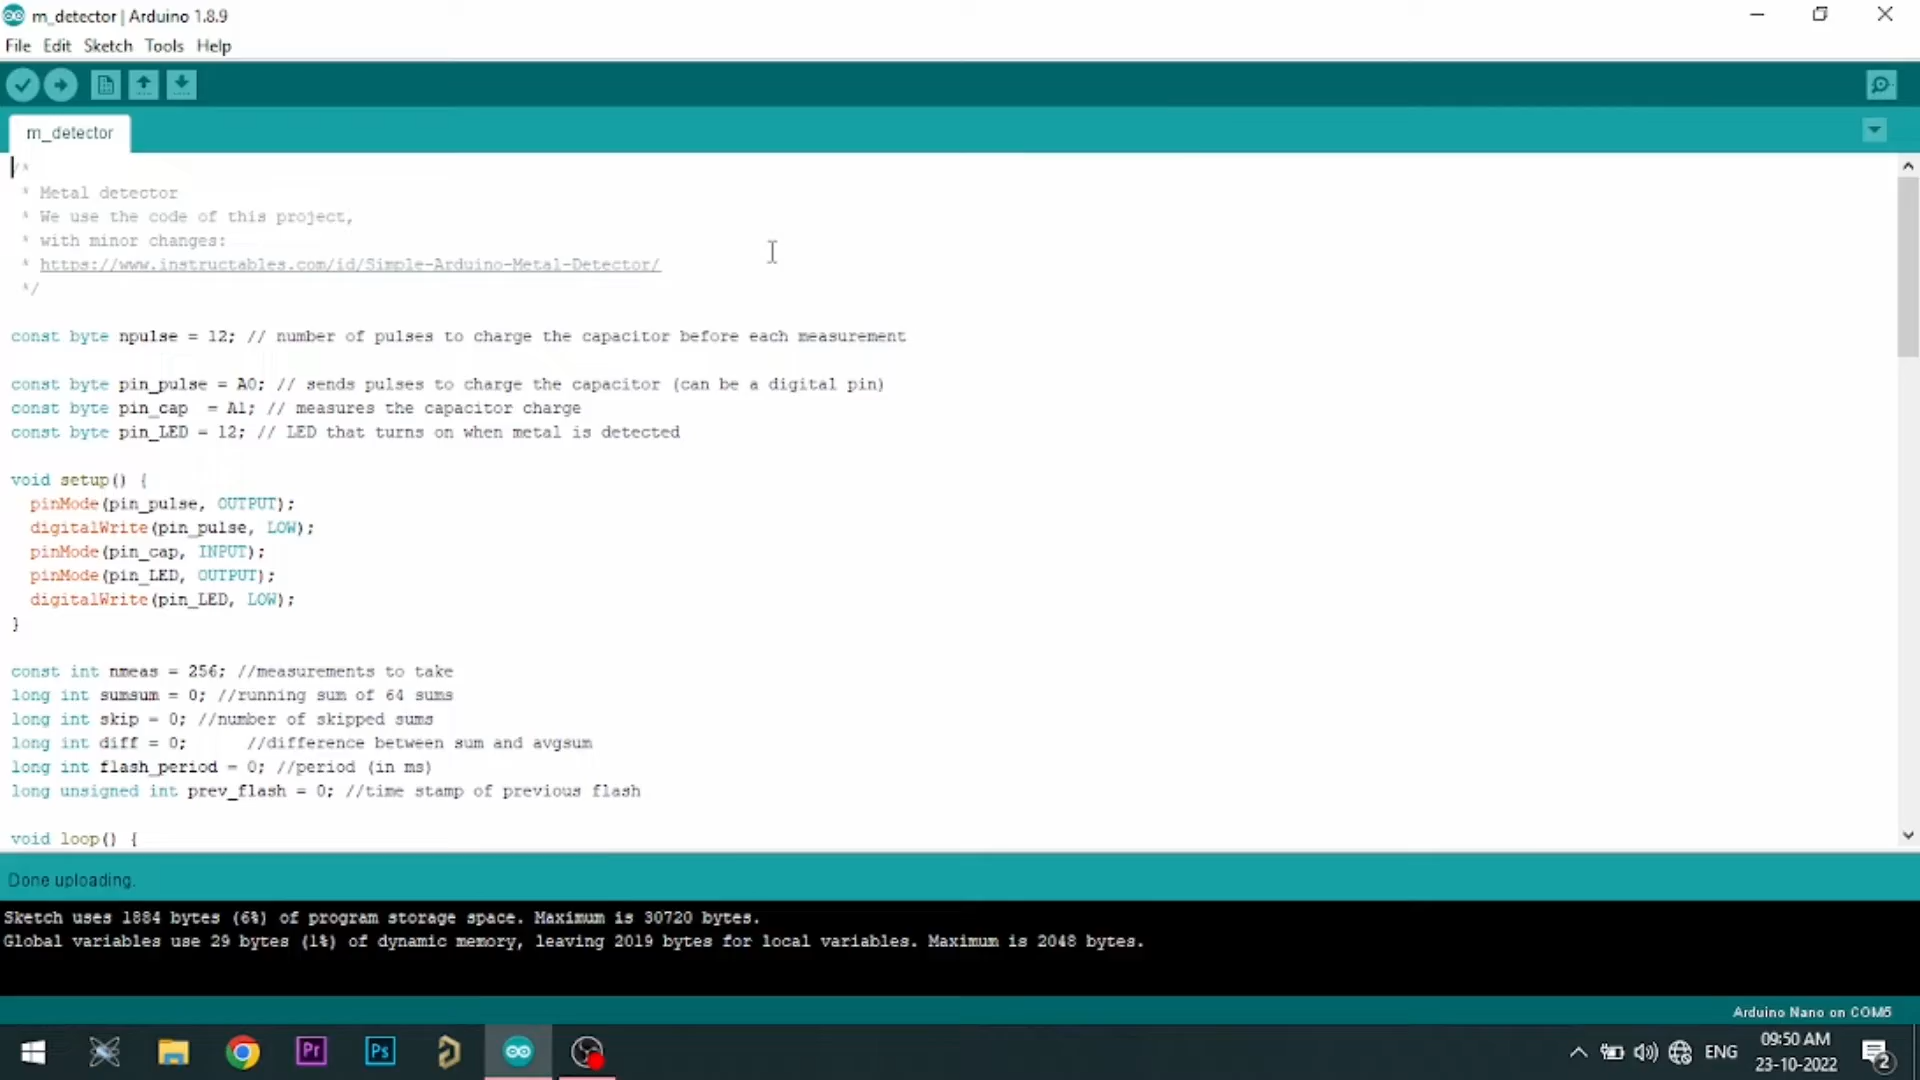 m_detector | Arduino 1.8.9
File Edit Sketch Tools Help
m_detector
/*
* Metal detector
* We use the code of this project,
* with minor changes:
* https://www.instructables.com/id/Simple-Arduino-Metal-Detector/
*/
const byte npulse = 12; // number of pulses to charge the capacitor before each measurement
const byte pin_pulse = A0; // sends pulses to charge the capacitor (can be a digital pin)
const byte pin_cap  = A1; // measures the capacitor charge
const byte pin_LED = 12; // LED that turns on when metal is detected
void setup() {
pinMode(pin_pulse, OUTPUT);
digitalWrite(pin_pulse, LOW);
pinMode(pin_cap, INPUT);
pinMode(pin_LED, OUTPUT);
digitalWrite(pin_LED, LOW);
}
const int nmeas = 256; //measurements to take
long int sumsum = 0; //running sum of 64 sums
long int skip = 0; //number of skipped sums
long int diff = 0;      //difference between sum and avgsum
long int flash_period = 0; //period (in ms)
long unsigned int prev_flash = 0; //time stamp of previous flash
void loop() {
Done uploading.
Sketch uses 1884 bytes (6%) of program storage space. Maximum is 30720 bytes.
Global variables use 29 bytes (1%) of dynamic memory, leaving 2019 bytes for local variables. Maximum is 2048 bytes.
Arduino Nano on COM6
Pr
Ps
ENG
09:50 AM
23-10-2022
2